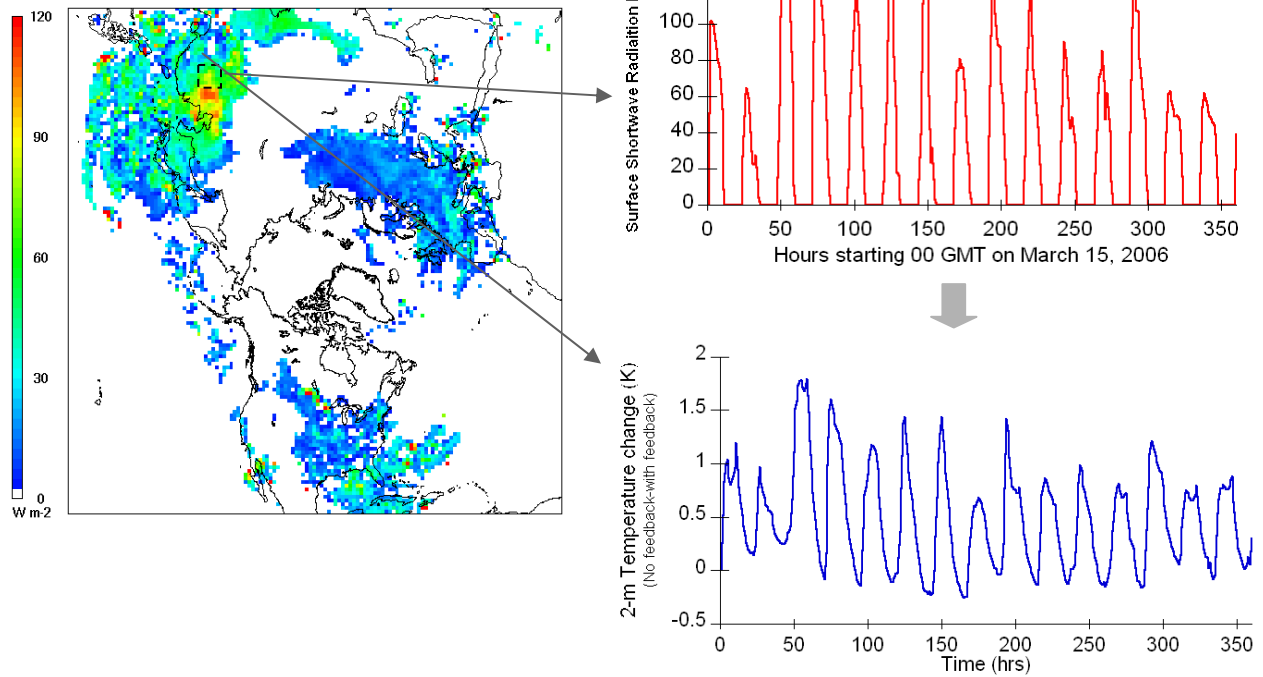 120
90
60
30
0
W m-2
Surface Shortwave Radiaition
100
80
60
40
20
0
0 50 100 150 200 250 300 350
Hours starting 00 GMT on March 15, 2006
2-m Temperature change (K)
(No feedback-with feedback)
2
1.5
1
0.5
0
-0.5
0 50 100 150 200 250 300 350
Time (hrs)